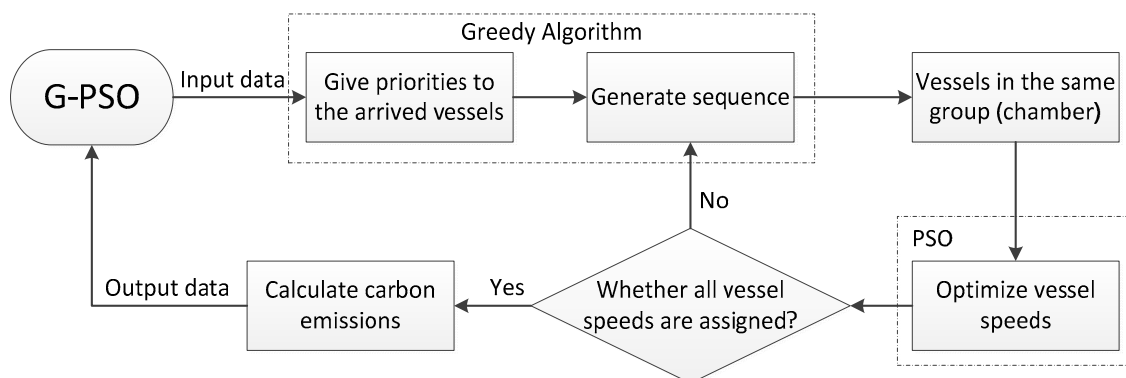 Greedy Algorithm
G-PSO
Input data
Give priorities to
the arrived vessels
Generate sequence
Vessels in the same
group (chamber)
No
PSO
Optimize vessel
speeds
Whether all vessel
speeds are assigned?
Yes
Calculate carbon
emissions
Output data